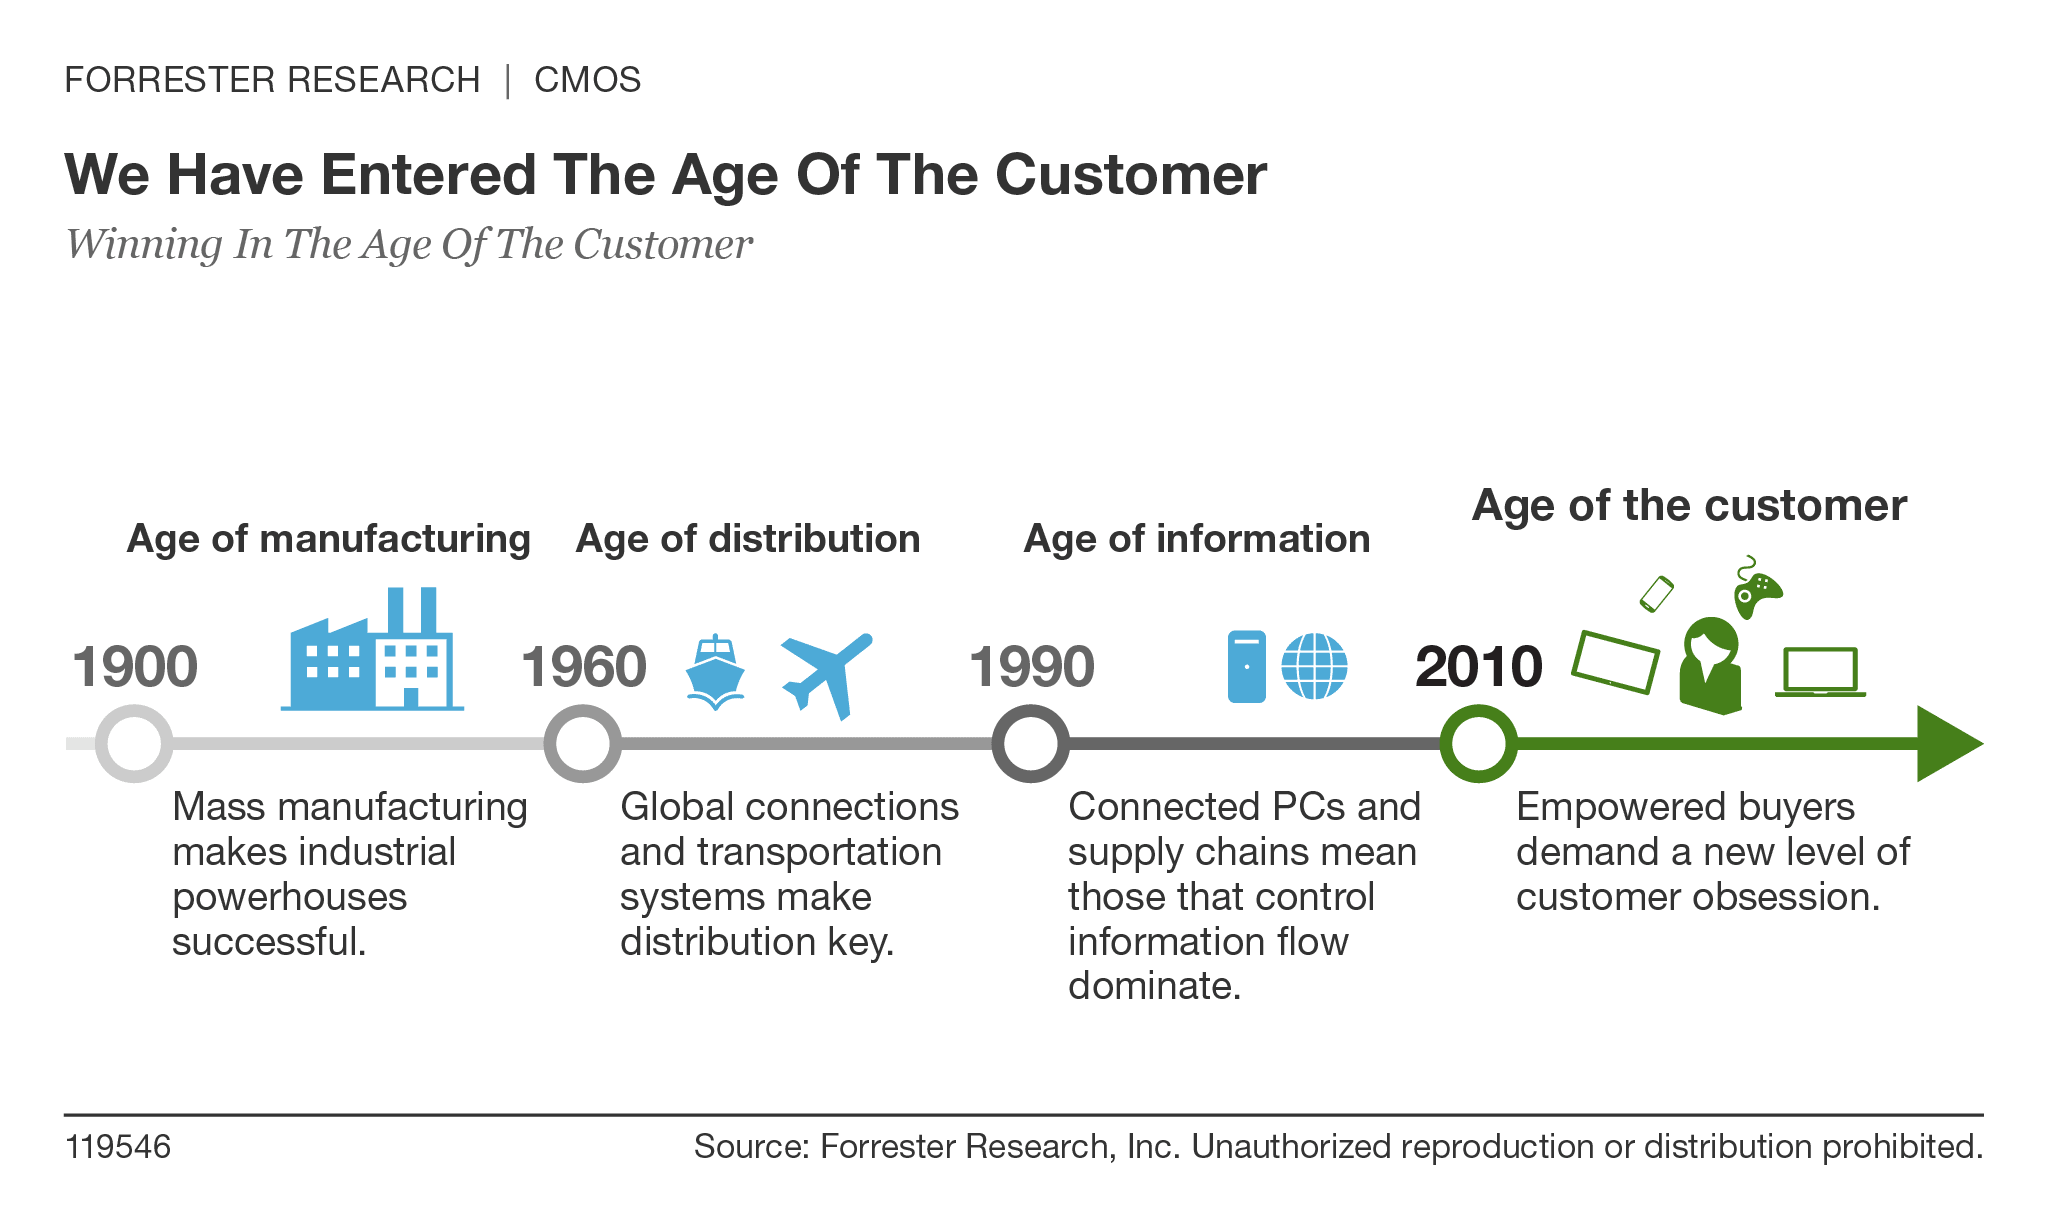 FORRESTER RESEARCH | CMOS
We Have Entered The Age Of The Customer
Winning In The Age Of The Customer
Age of manufacturing
1900
Mass manufacturing
makes industrial
powerhouses
successful.
Age of distribution
1960
Global connections
and transportation
systems make
distribution key.
Age of information
1990
Connected PCs and
supply chains mean
those that control
information flow
dominate.
Age of the customer
2010
Empowered buyers
demand a new level of
customer obsession.
119546
Source: Forrester Research, Inc. Unauthorized reproduction or distribution prohibited.